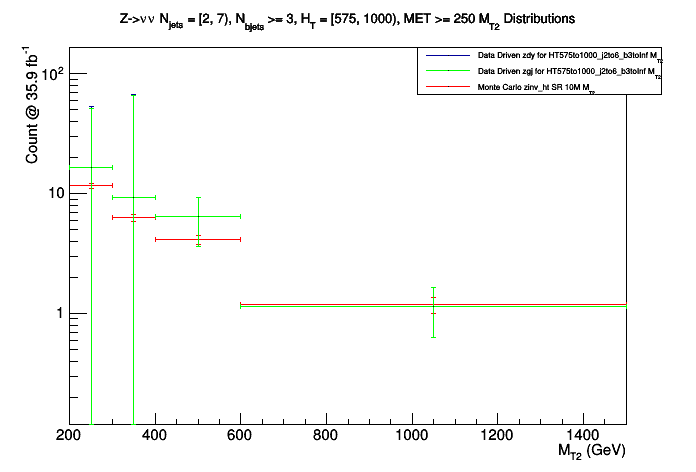 Z->νν N_jets = [2, 7), N_bjets >= 3, H_T = [575, 1000), MET >= 250 M_T2 Distributions
Data Driven zdy for HT575to1000_j2to6_b3toInf M_T2
Data Driven zgj for HT575to1000_j2to6_b3toInf M_T2
Monte Carlo zinv_ht SR 10M M_T2
Count @ 35.9 fb^-1
10^2
10
1
200 400 600 800 1000 1200 1400
M_T2 (GeV)